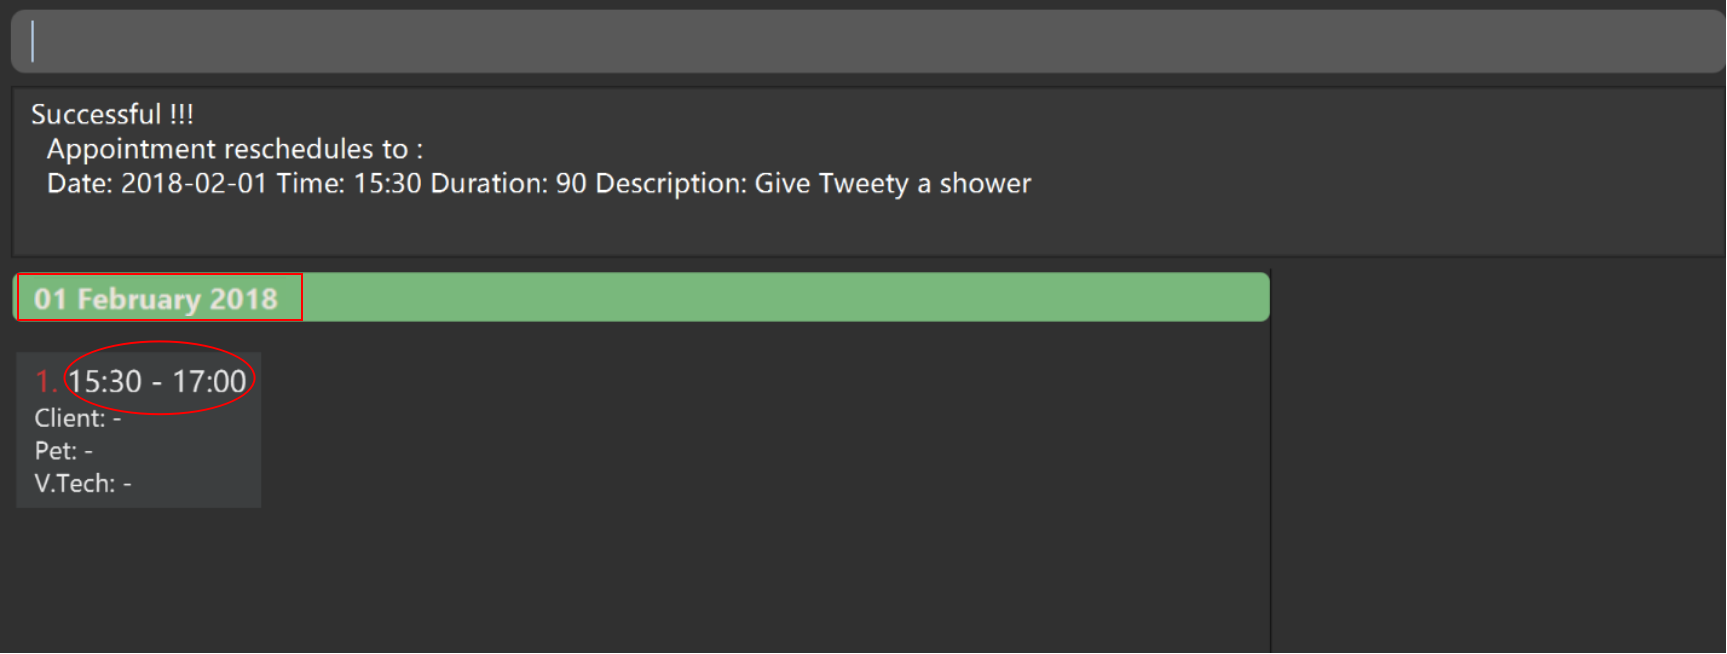 Successful !!!
Appointment reschedules to :
Date: 2018-02-01 Time: 15:30 Duration: 90 Description: Give Tweety a shower
01 February 2018
1. 15:30 - 17:00
Client: -
Pet: -
V.Tech: -